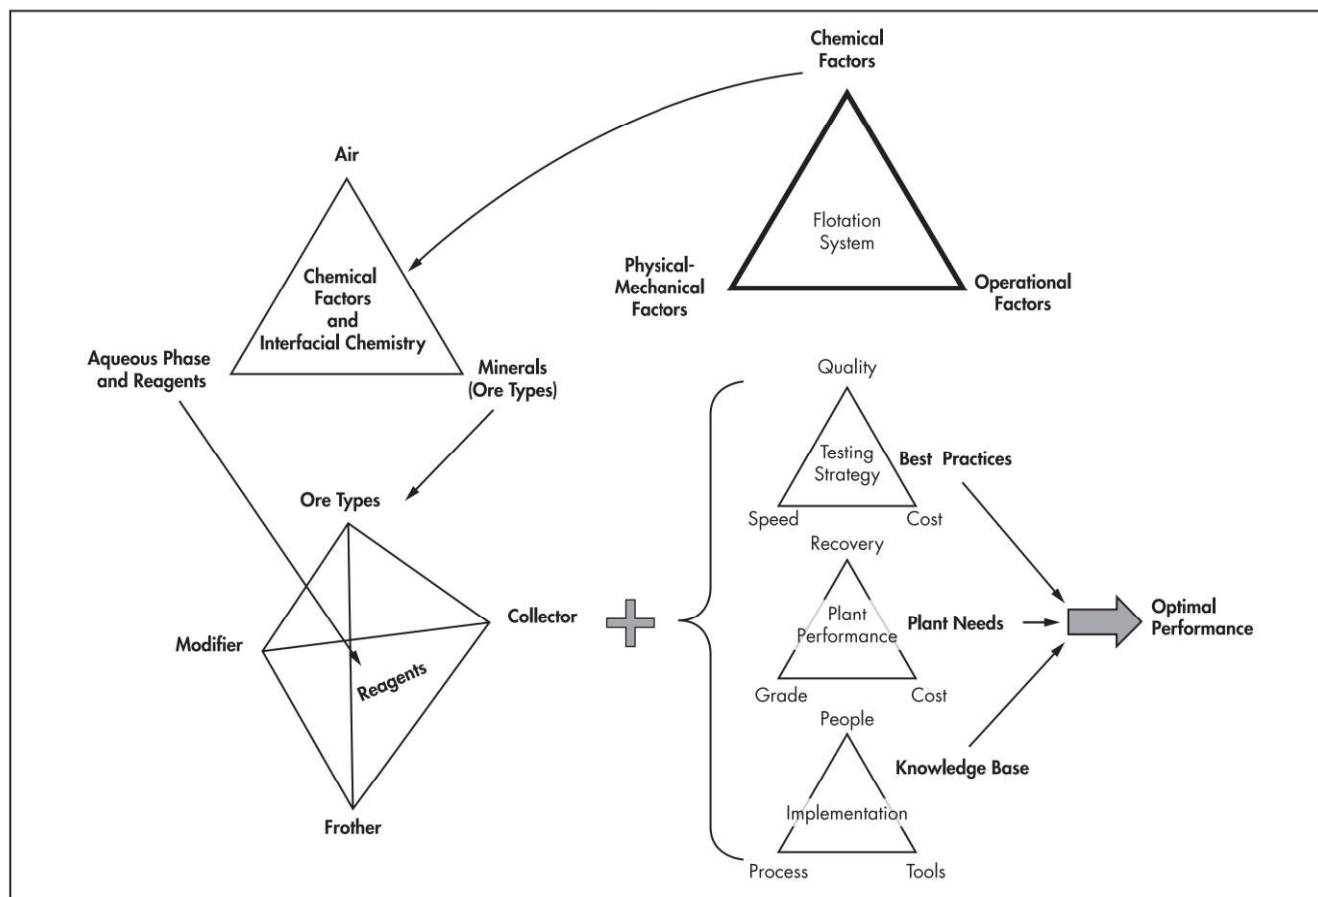 Chemical
Factors
Air
Flotation
System
Physical-
Mechanical
Factors
Operational
Factors
Chemical
Factors
and
Interfacial Chemistry
Aqueous Phase
and Reagents
Minerals
(Ore Types)
Quality
Testing
Strategy
Best Practices
Speed
Cost
Ore Types
Modifier
Collector
Reagents
Frother
Recovery
Plant
Performance
Plant Needs
Grade
Cost
Optimal
Performance
People
Implementation
Knowledge Base
Process
Tools